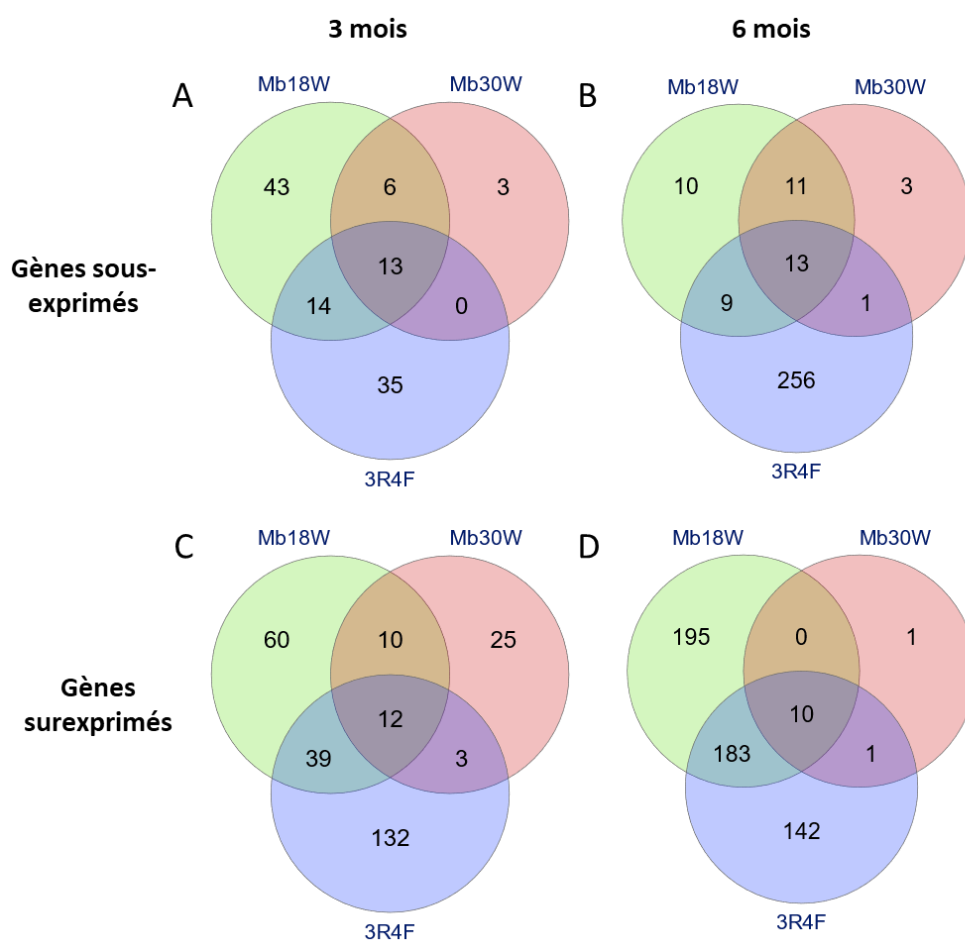 3 mois
6 mois
A
Mb18W
Mb30W
B
Mb18W
Mb30W
43
6
3
10
11
3
Gènes sous-
exprimés
13
14
0
13
9
1
35
256
3R4F
3R4F
C
Mb18W
Mb30W
D
Mb18W
Mb30W
60
10
25
195
0
1
Gènes
surexprimés
12
39
3
10
183
1
132
142
3R4F
3R4F